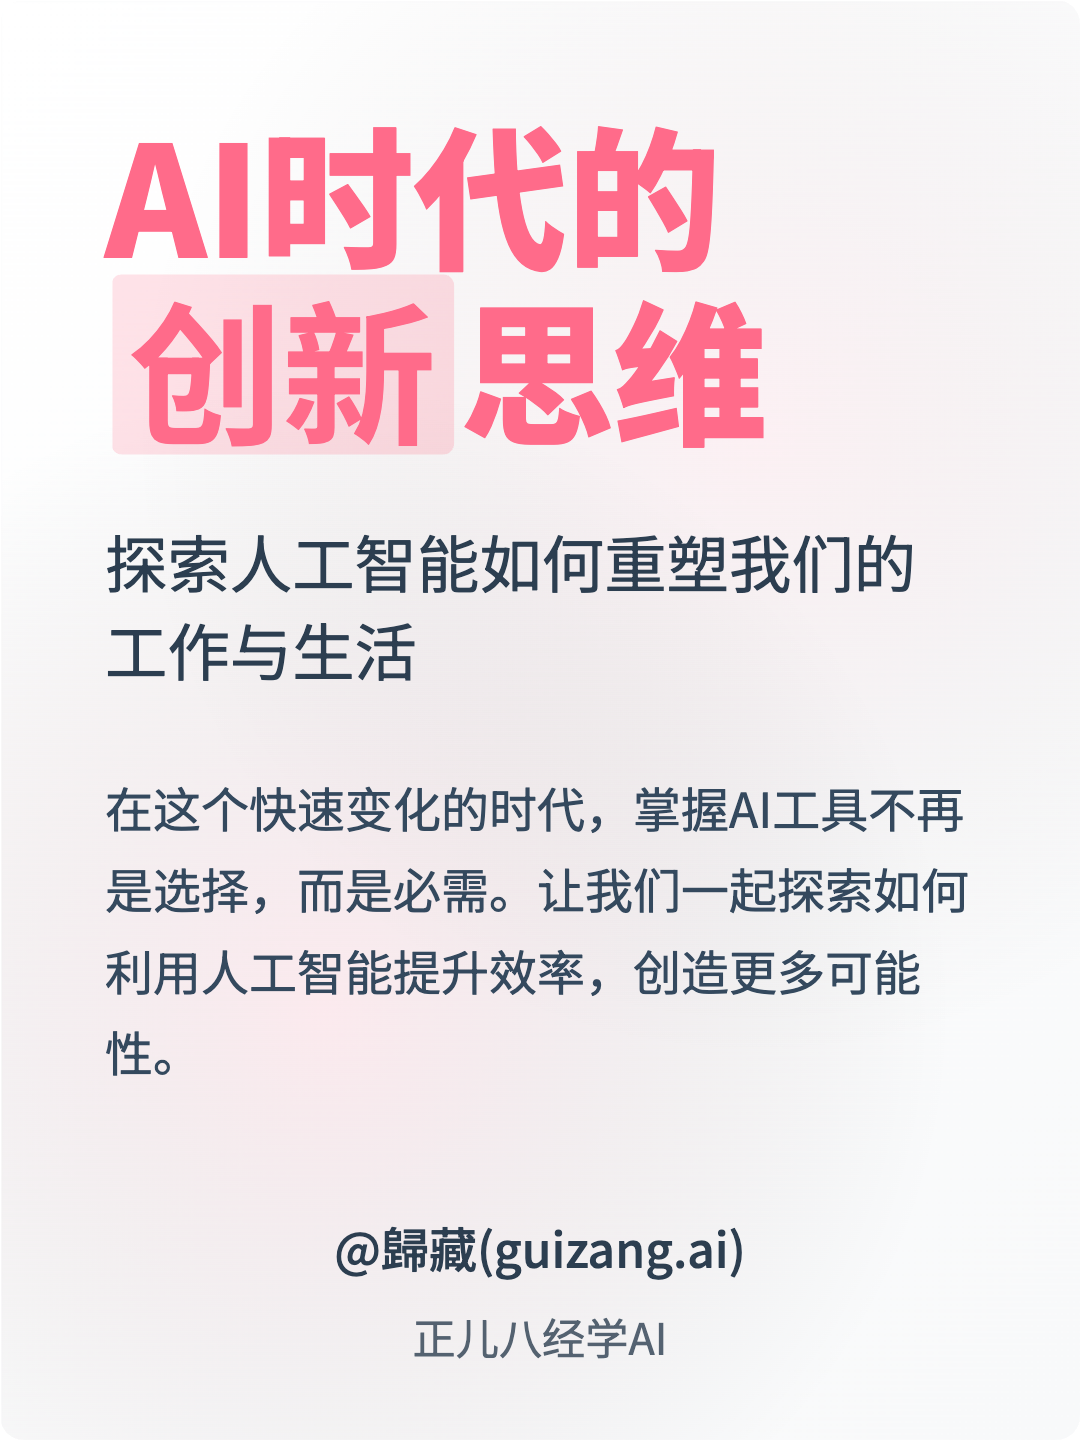 AI时代的
创新思维
探索人工智能如何重塑我们的
工作与生活
在这个快速变化的时代，掌握AI工具不再
是选择，而是必需。让我们一起探索如何
利用人工智能提升效率，创造更多可能
性。
@歸藏(guizang.ai)
正儿八经学AI